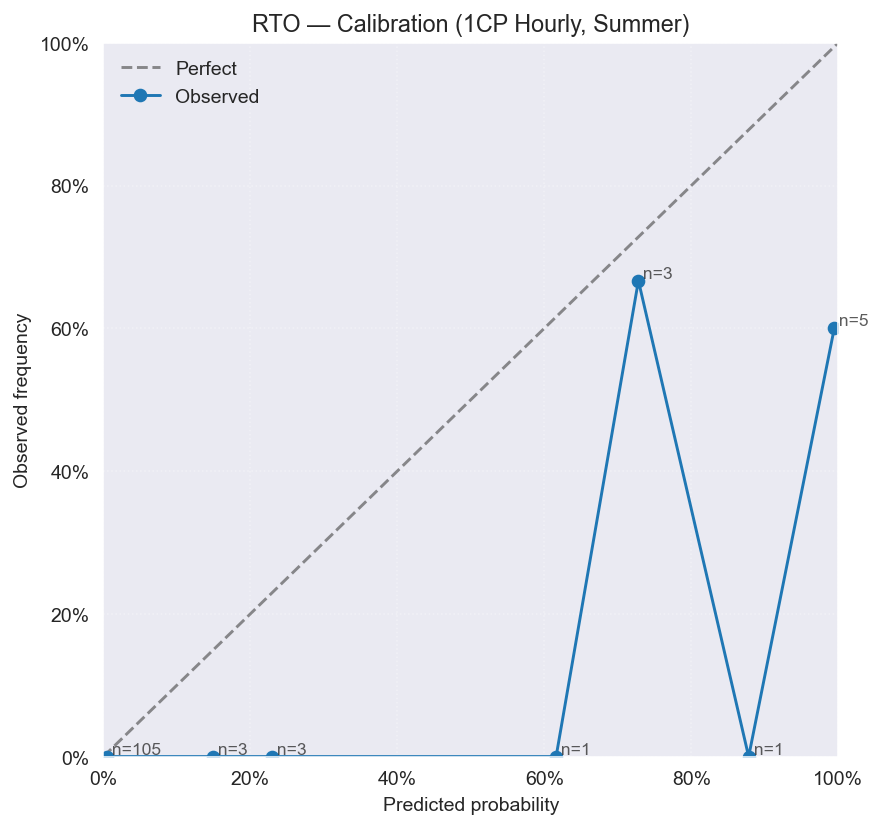 RTO — Calibration (1CP Hourly, Summer)
100%
80%
60%
40%
20%
0%
Observed frequency
Perfect
Observed
n=105
n=3
n=3
n=1
n=3
n=1
n=5
0%
20%
40%
60%
80%
100%
Predicted probability